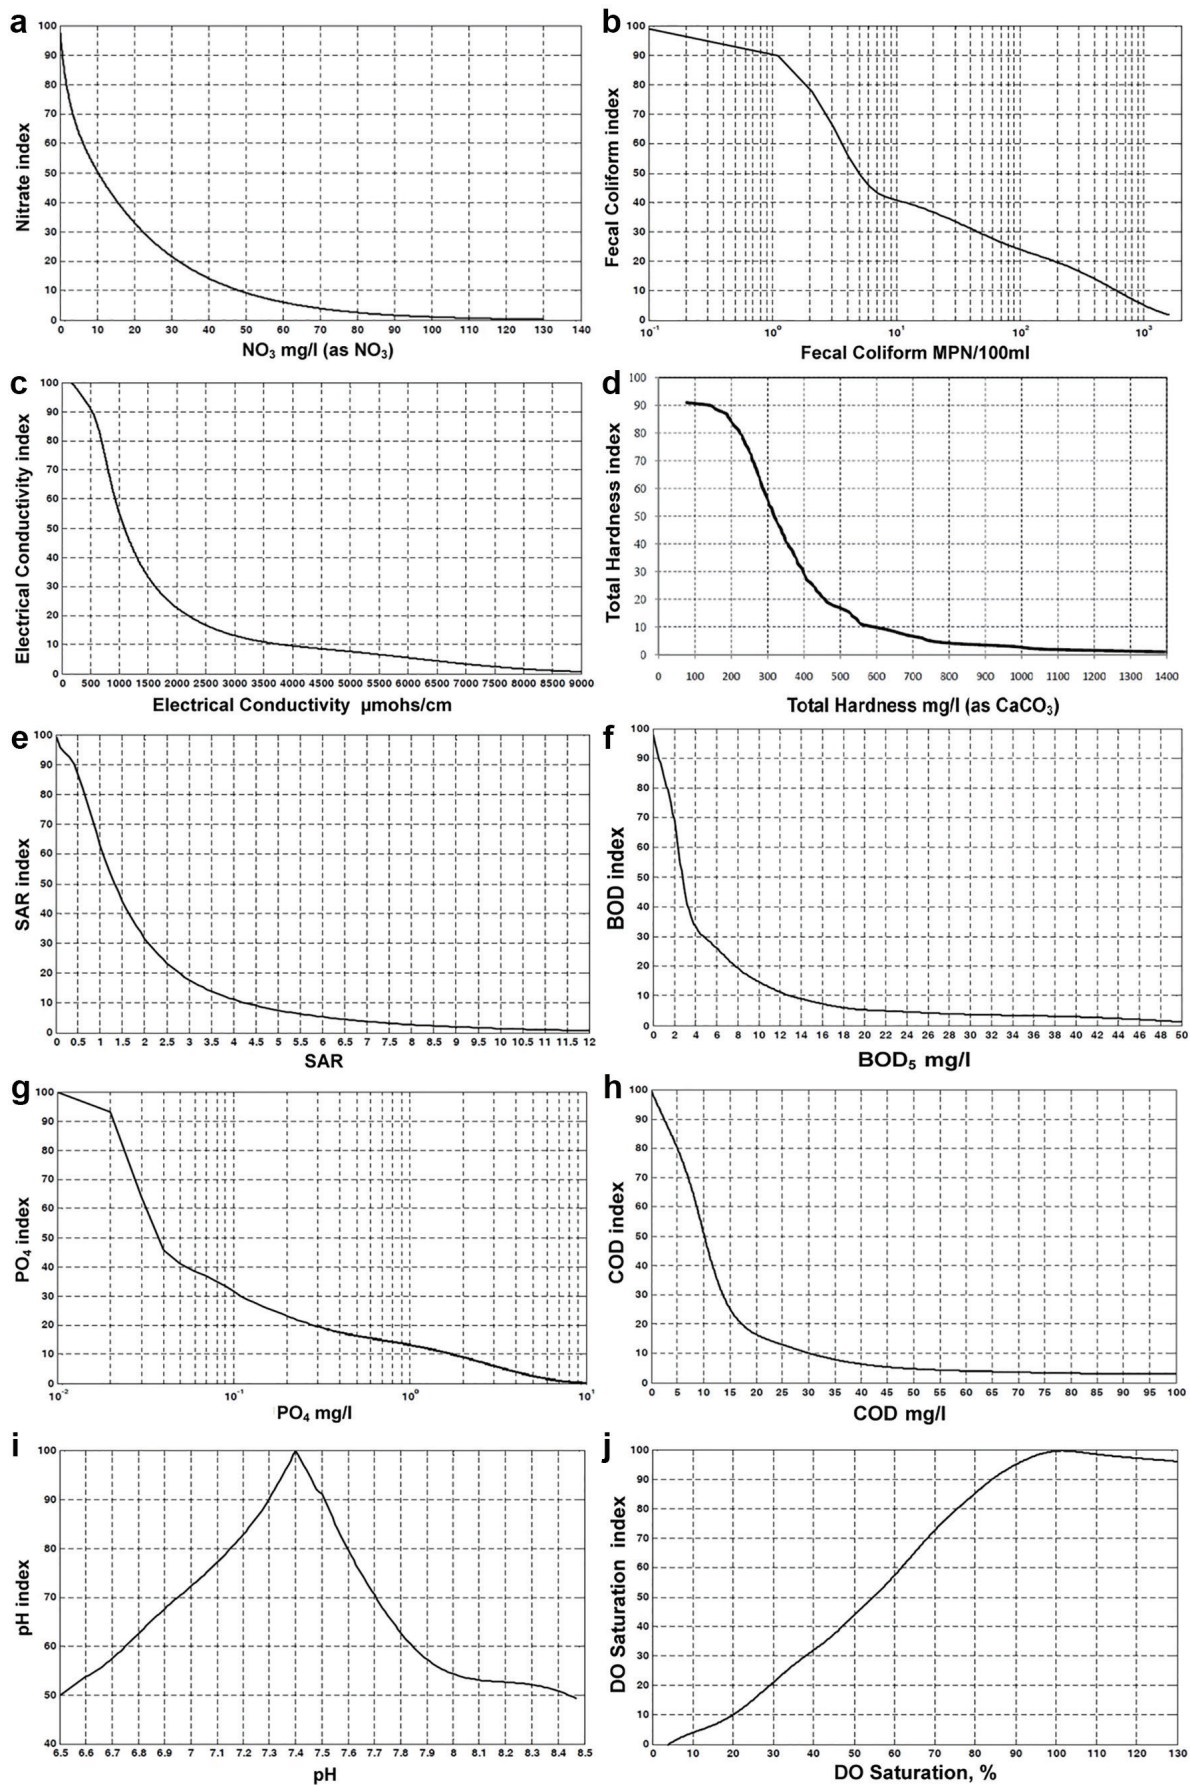 a
100
90
80
70
60
50
40
30
20
10
0
0 10 20 30 40 50 60 70 80 90 100 110 120 130 140
Nitrate index
NO₃ mg/l (as NO₃)
b
100
90
80
70
60
50
40
30
20
10
0
10⁻¹ 10⁰ 10¹ 10² 10³
Fecal Coliform index
Fecal Coliform MPN/100ml
c
100
90
80
70
60
50
40
30
20
10
0
0 500 1000 1500 2000 2500 3000 3500 4000 4500 5000 5500 6000 6500 7000 7500 8000 8500 9000
Electrical Conductivity index
Electrical Conductivity µmohs/cm
d
100
90
80
70
60
50
40
30
20
10
0
0 100 200 300 400 500 600 700 800 900 1000 1100 1200 1300 1400
Total Hardness index
Total Hardness mg/l (as CaCO₃)
e
100
90
80
70
60
50
40
30
20
10
0
0 0.5 1 1.5 2 2.5 3 3.5 4 4.5 5 5.5 6 6.5 7 7.5 8 8.5 9 9.5 10 10.5 11 11.5 12
SAR index
SAR
f
100
90
80
70
60
50
40
30
20
10
0
0 2 4 6 8 10 12 14 16 18 20 22 24 26 28 30 32 34 36 38 40 42 44 46 48 50
BOD index
BOD₅ mg/l
g
100
90
80
70
60
50
40
30
20
10
0
10⁻² 10⁻¹ 10⁰ 10¹
PO₄ index
PO₄ mg/l
h
100
90
80
70
60
50
40
30
20
10
0
0 5 10 15 20 25 30 35 40 45 50 55 60 65 70 75 80 85 90 95 100
COD index
COD mg/l
i
100
90
80
70
60
50
40
6.5 6.6 6.7 6.8 6.9 7 7.1 7.2 7.3 7.4 7.5 7.6 7.7 7.8 7.9 8 8.1 8.2 8.3 8.4 8.5
pH index
pH
j
100
90
80
70
60
50
40
30
20
10
0
0 10 20 30 40 50 60 70 80 90 100 110 120 130
DO Saturation index
DO Saturation, %